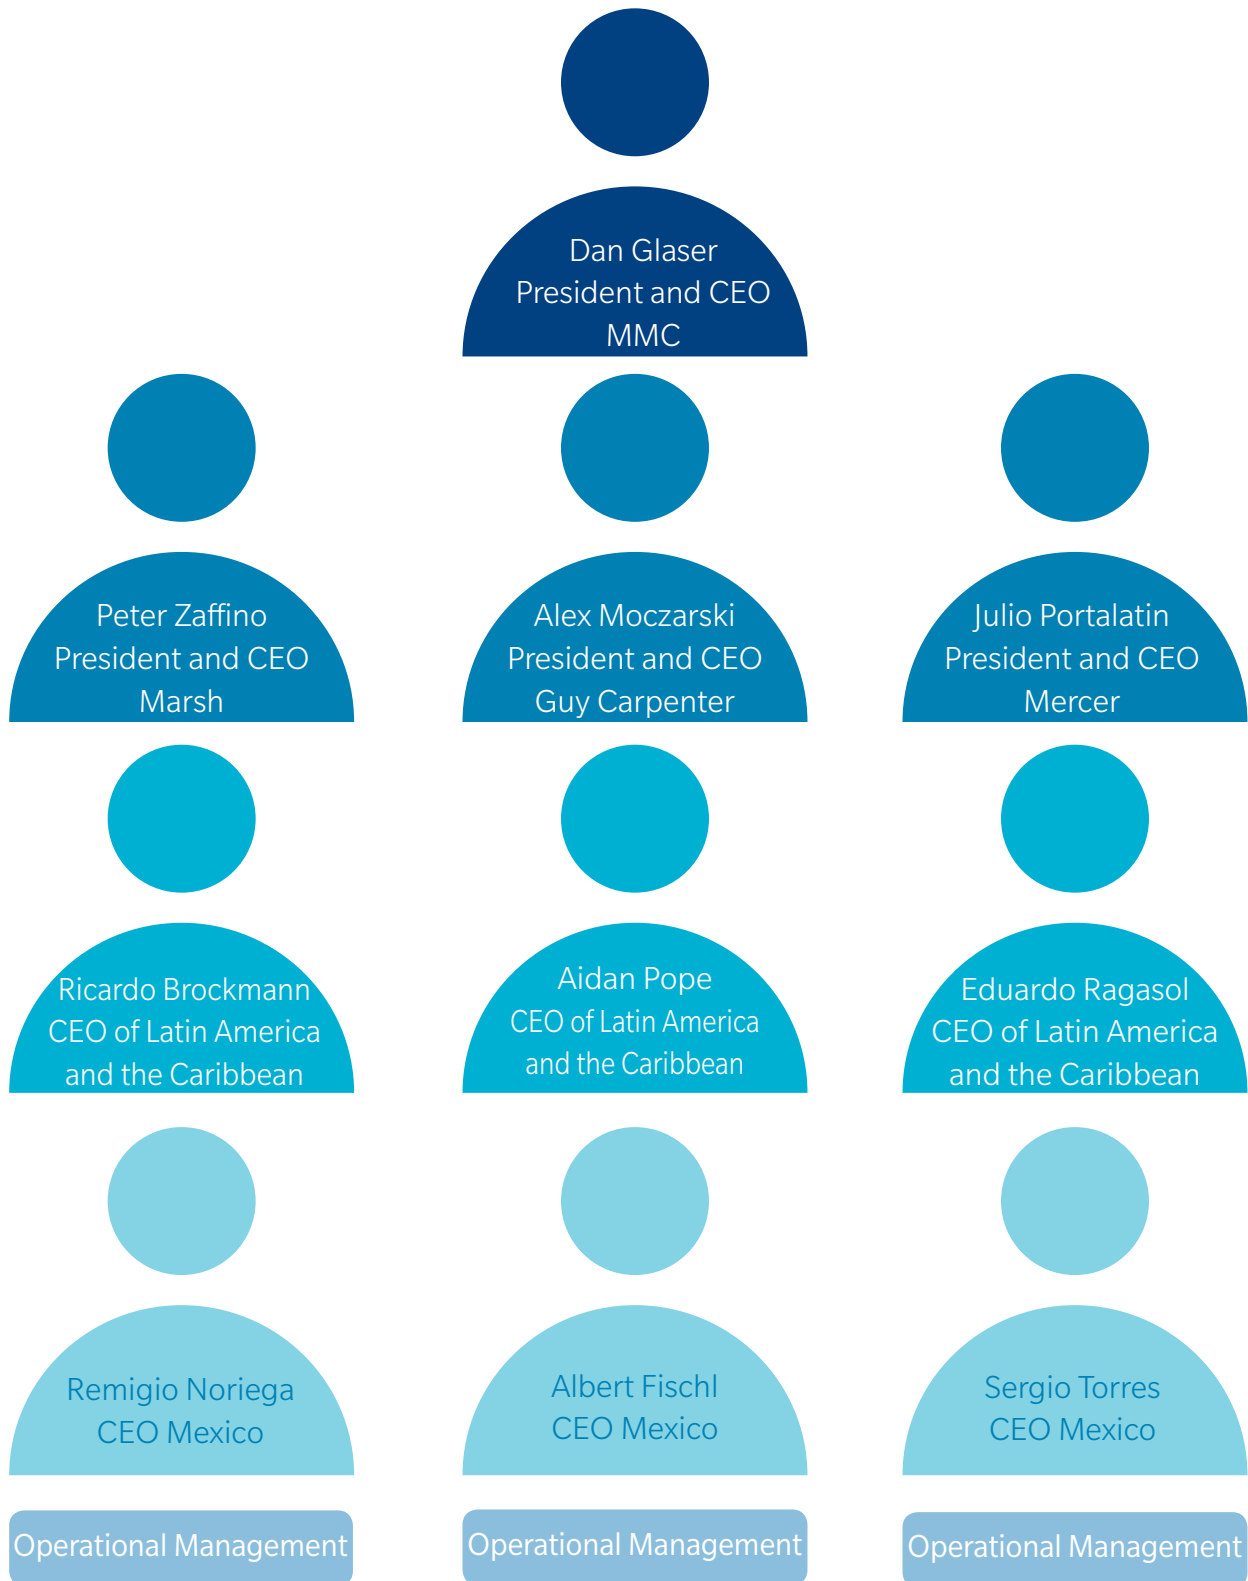 Dan Glaser
President and CEO
MMC
Peter Zaffino
President and CEO
Marsh
Alex Moczarski
President and CEO
Guy Carpenter
Julio Portalatin
President and CEO
Mercer
Ricardo Brockmann
CEO of Latin America
and the Caribbean
Aidan Pope
CEO of Latin America
and the Caribbean
Eduardo Ragasol
CEO of Latin America
and the Caribbean
Remigio Noriega
CEO Mexico
Albert Fischl
CEO Mexico
Sergio Torres
CEO Mexico
Operational Management
Operational Management
Operational Management